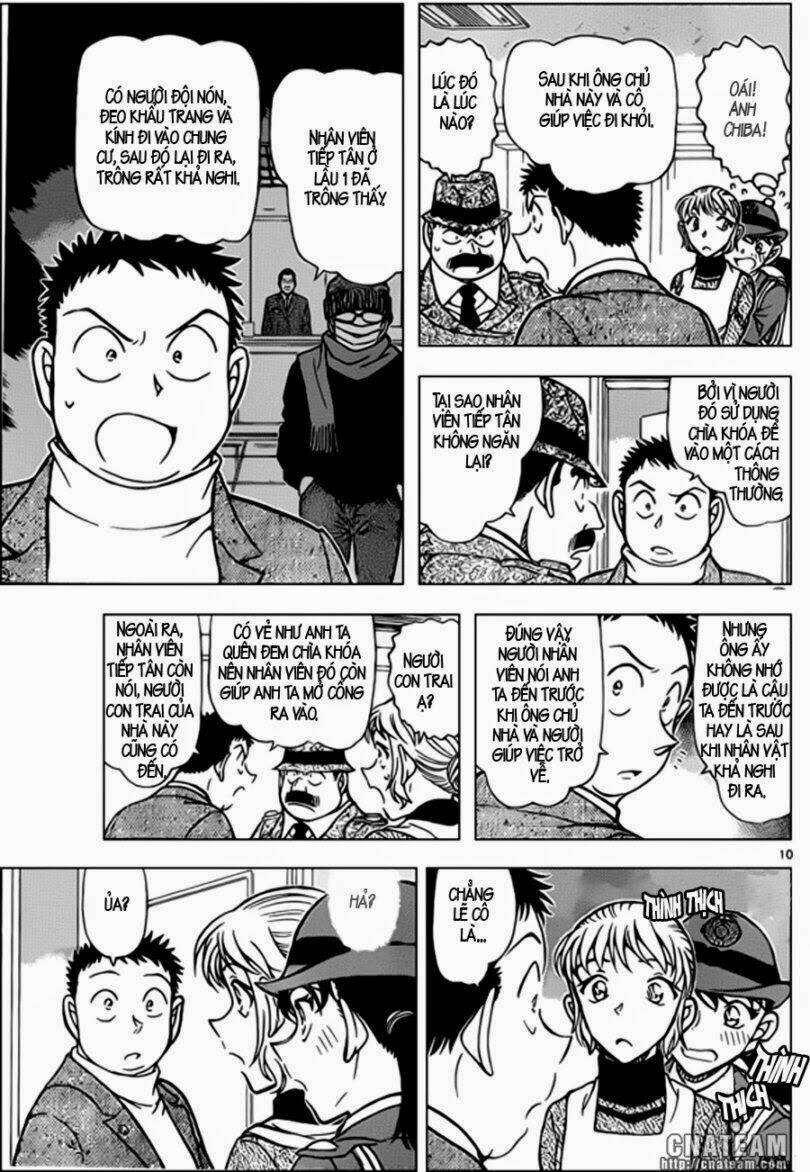 CÓ NGƯỜI ĐỘI NÓN,
ĐEO KHẨU TRANG VÀ
KÍNH ĐI VÀO CHUNG
CƯ, SAU ĐÓ LẠI ĐI RA,
TRÔNG RẤT KHẢ NGHI.
NHÂN VIÊN
TIẾP TÂN Ở
LẦU 1 ĐÃ
TRÔNG THẤY.
LÚC ĐÓ
LÀ LÚC
NÀO?
SAU KHI ÔNG CHỦ
NHÀ NÀY VÀ CÔ
GIÚP VIỆC ĐI KHỎI.
OÁI!
ANH
CHIBA!
TẠI SAO NHÂN
VIÊN TIẾP TÂN
KHÔNG NGĂN
LẠI?
BỞI VÌ NGƯỜI
ĐÓ SỬ DỤNG
CHÌA KHÓA ĐỂ
VÀO MỘT CÁCH
THÔNG
THƯỜNG.
NGOÀI RA,
NHÂN VIÊN
TIẾP TÂN CÒN
NÓI, NGƯỜI
CON TRAI CỦA
NHÀ NÀY
CŨNG CÓ
ĐẾN.
CÓ VẺ NHƯ ANH TA
QUÊN ĐEM CHÌA KHÓA
NÊN NHÂN VIÊN ĐÓ CÒN
GIÚP ANH TA MỞ CỔNG
RA VÀO.
NGƯỜI
CON TRAI
Ạ?
ĐÚNG VẬY.
NGƯỜI NHÂN
VIÊN NÓI ANH
TA ĐẾN TRƯỚC
KHI ÔNG CHỦ
NHÀ VÀ NGƯỜI
GIÚP VIỆC TRỞ
VỀ.
NHƯNG
ÔNG ẤY
KHÔNG NHỚ
ĐƯỢC LÀ CẬU
TA ĐẾN TRƯỚC
HAY LÀ SAU
KHI NHÂN VẬT
KHẢ NGHI
ĐI RA.
10
ỦA?
HẢ?
CHẲNG
LẼ CÔ
LÀ...
THÌNH THỊCH
THÌNH
THỊCH
CNATEAM
http://cnateam.com